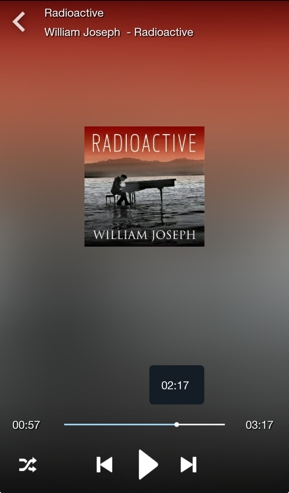 Radioactive
William Joseph  - Radioactive
RADIOACTIVE
WILLIAM JOSEPH
02:17
00:57
03:17